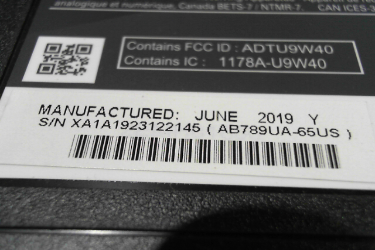 analogique et numérique, Canada BETS-7 / NTMR-7. CAN ICES-3
Contains FCC ID : ADTU9W40
Contains IC : 1178A-U9W40
MANUFACTURED: JUNE 2019 Y
S/N XA1A1923122145 ( AB789UA-65US )